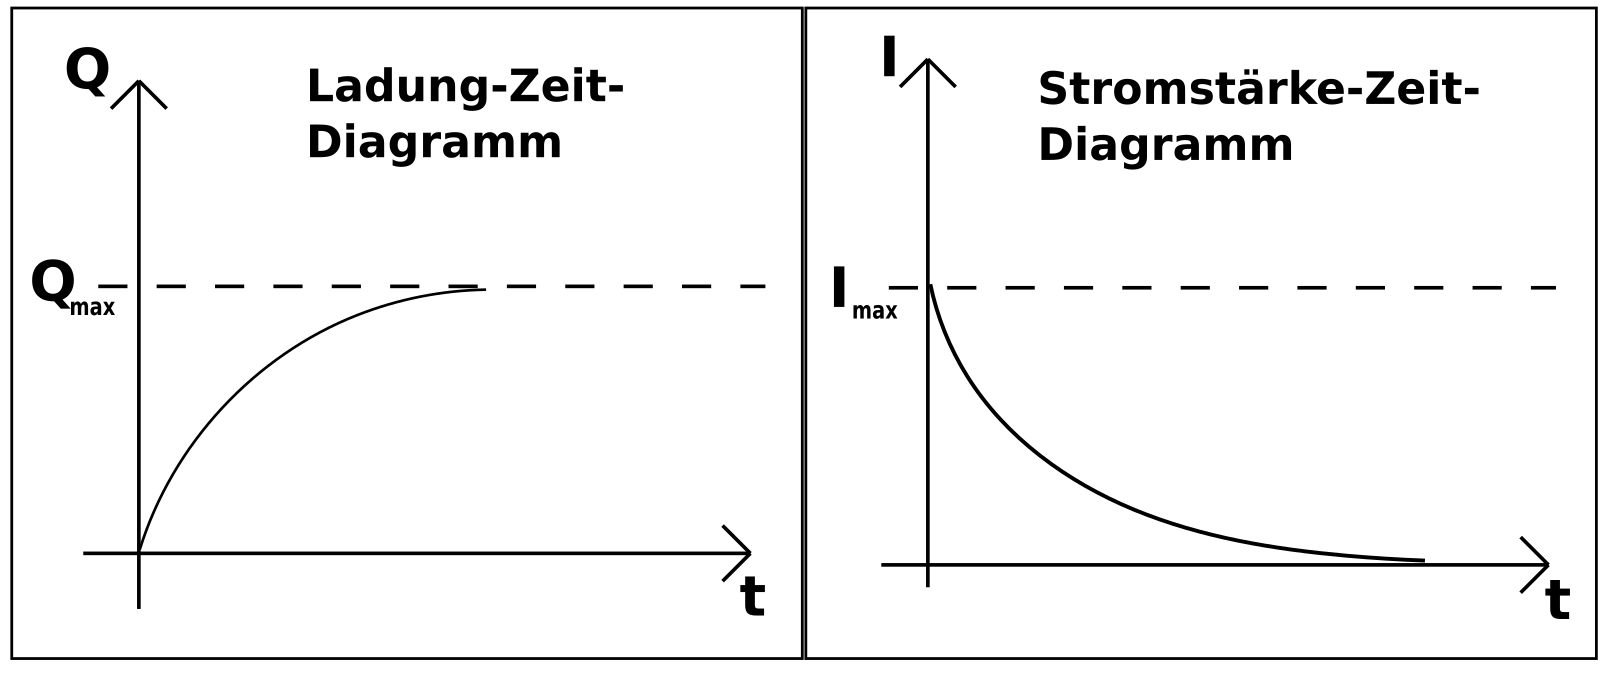 Q
Ladung-Zeit-
Diagramm
Qmax
t
I
Stromstärke-Zeit-
Diagramm
Imax
t